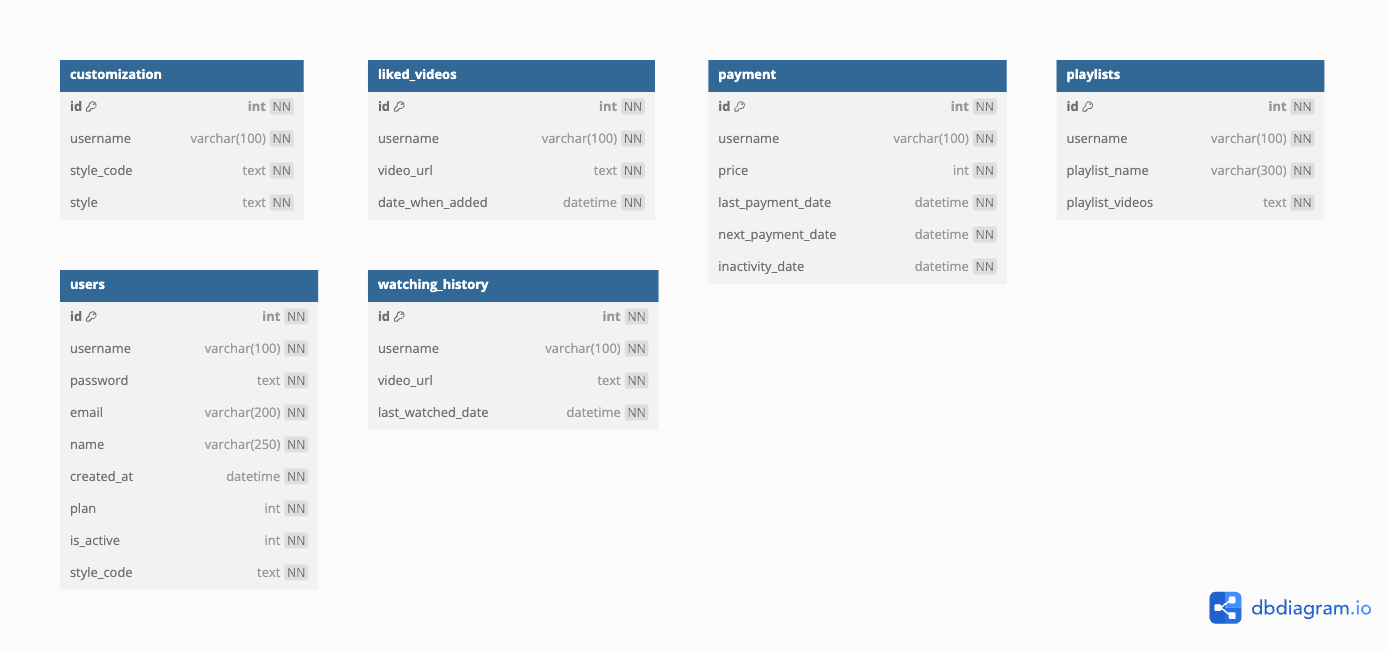 customization
id int NN
username varchar(100) NN
style_code text NN
style text NN
liked_videos
id int NN
username varchar(100) NN
video_url text NN
date_when_added datetime NN
payment
id int NN
username varchar(100) NN
price int NN
last_payment_date datetime NN
next_payment_date datetime NN
inactivity_date datetime NN
playlists
id int NN
username varchar(100) NN
playlist_name varchar(300) NN
playlist_videos text NN
users
id int NN
username varchar(100) NN
password text NN
email varchar(200) NN
name varchar(250) NN
created_at datetime NN
plan int NN
is_active int NN
style_code text NN
watching_history
id int NN
username varchar(100) NN
video_url text NN
last_watched_date datetime NN
dbdiagram.io